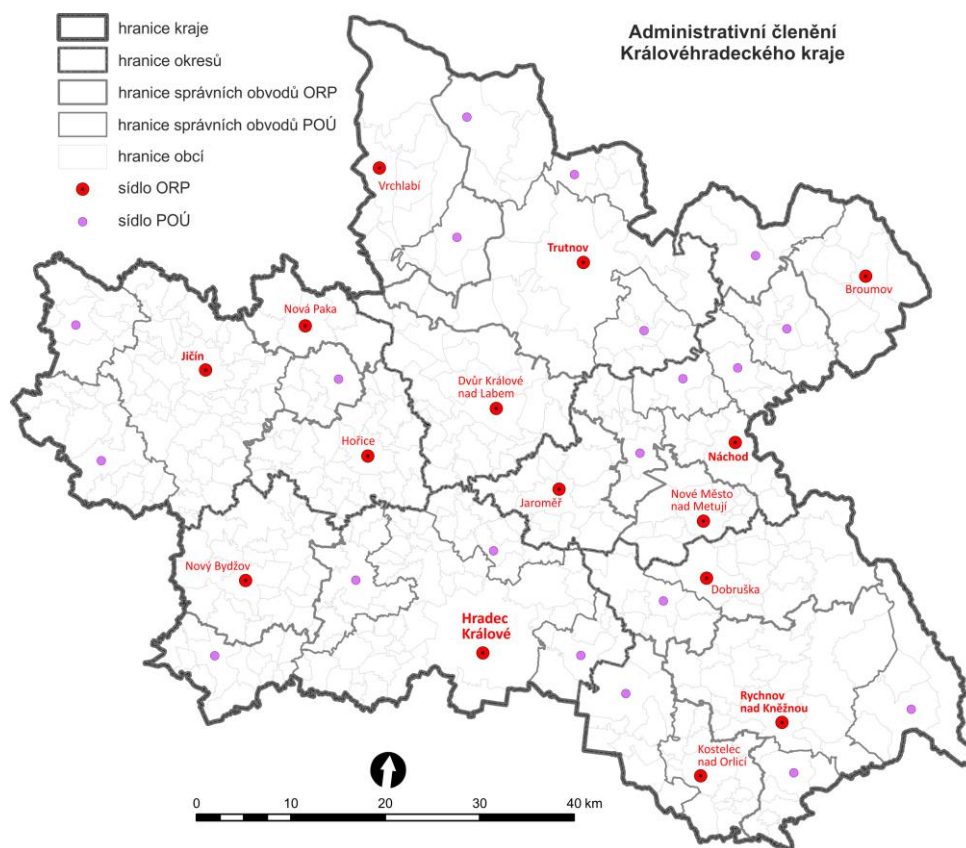 Administrativní členění
Královéhradeckého kraje
hranice kraje
hranice okresů
hranice správních obvodů ORP
hranice správních obvodů POÚ
hranice obcí
sídlo ORP
sídlo POÚ
Vrchlabí
Trutnov
Broumov
Nová Paka
Jičín
Dvůr Králové
nad Labem
Hořice
Náchod
Jaroměř
Nové Město
nad Metují
Nový Bydžov
Dobruška
Hradec
Králové
Rychnov
nad Kněžnou
Kostelec
nad Orlicí
0 10 20 30 40 km